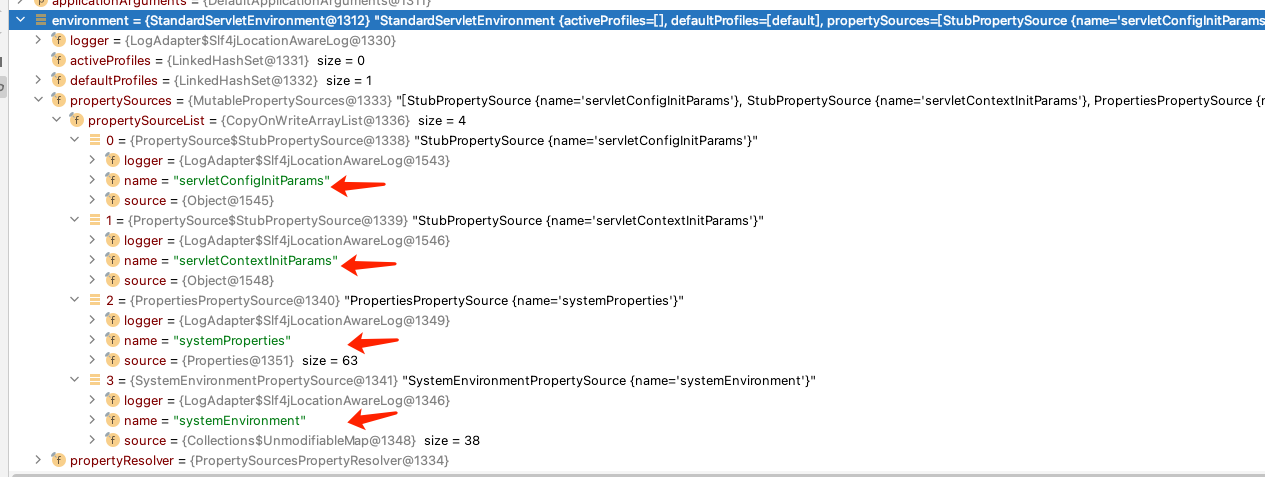 applicationArguments = {DefaultApplicationArguments@1311}
environment = {StandardServletEnvironment@1312} "StandardServletEnvironment {activeProfiles=[], defaultProfiles=[default], propertySources=[StubPropertySource {name='servletConfigInitParams
f logger = {LogAdapter$Slf4jLocationAwareLog@1330}
f activeProfiles = {LinkedHashSet@1331} size = 0
f defaultProfiles = {LinkedHashSet@1332} size = 1
f propertySources = {MutablePropertySources@1333} "[StubPropertySource {name='servletConfigInitParams'}, StubPropertySource {name='servletContextInitParams'}, PropertiesPropertySource {
f propertySourceList = {CopyOnWriteArrayList@1336} size = 4
0 = {PropertySource$StubPropertySource@1338} "StubPropertySource {name='servletConfigInitParams'}"
f logger = {LogAdapter$Slf4jLocationAwareLog@1543}
f name = "servletConfigInitParams"
f source = {Object@1545}
1 = {PropertySource$StubPropertySource@1339} "StubPropertySource {name='servletContextInitParams'}"
f logger = {LogAdapter$Slf4jLocationAwareLog@1546}
f name = "servletContextInitParams"
f source = {Object@1548}
2 = {PropertiesPropertySource@1340} "PropertiesPropertySource {name='systemProperties'}"
f logger = {LogAdapter$Slf4jLocationAwareLog@1349}
f name = "systemProperties"
f source = {Properties@1351} size = 63
3 = {SystemEnvironmentPropertySource@1341} "SystemEnvironmentPropertySource {name='systemEnvironment'}"
f logger = {LogAdapter$Slf4jLocationAwareLog@1346}
f name = "systemEnvironment"
f source = {Collections$UnmodifiableMap@1348} size = 38
f propertyResolver = {PropertySourcesPropertyResolver@1334}